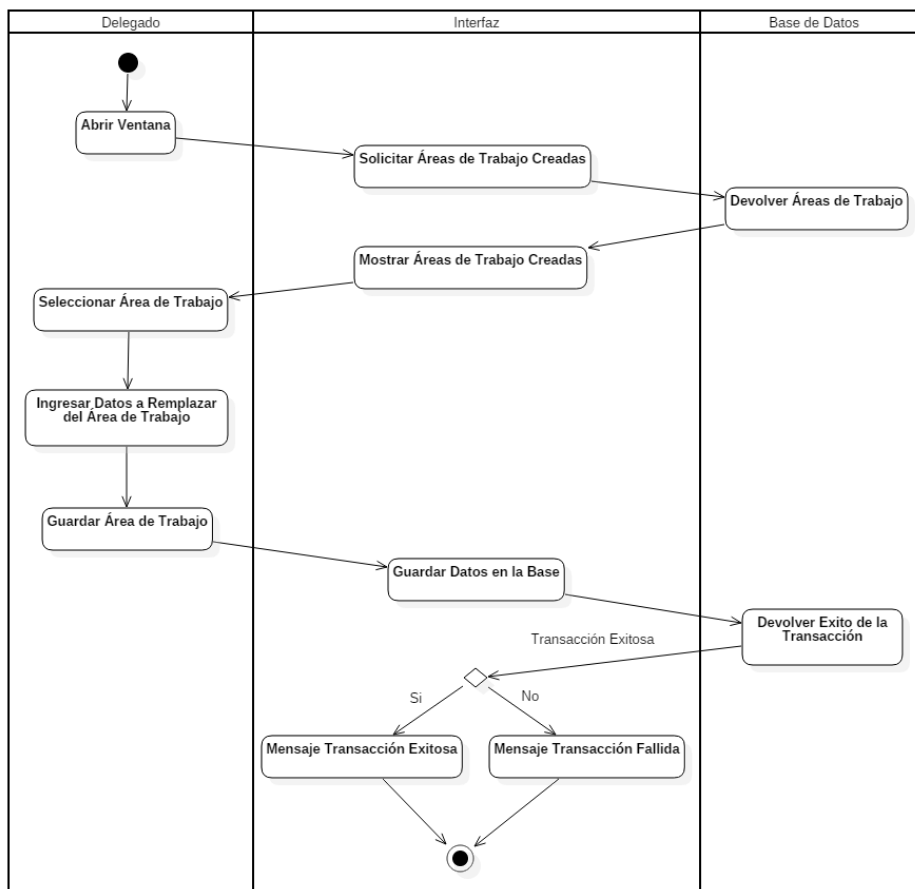 Delegado
Interfaz
Base de Datos
Abrir Ventana
Solicitar Áreas de Trabajo Creadas
Devolver Áreas de Trabajo
Mostrar Áreas de Trabajo Creadas
Seleccionar Área de Trabajo
Ingresar Datos a Remplazar
del Área de Trabajo
Guardar Área de Trabajo
Guardar Datos en la Base
Devolver Exito de la
Transacción
Transacción Exitosa
Si
No
Mensaje Transacción Exitosa
Mensaje Transacción Fallida